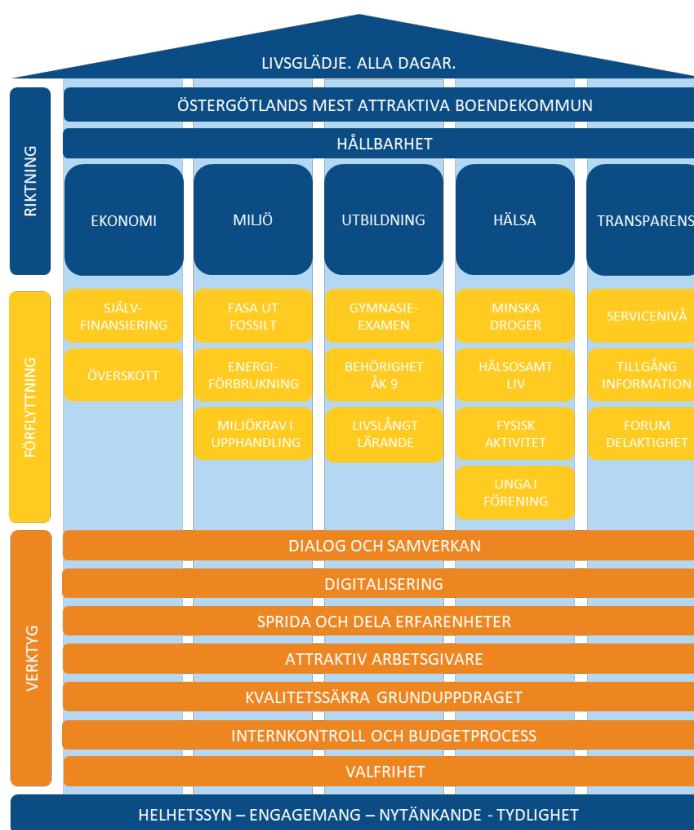 LIVSGLÄDJE. ALLA DAGAR.
RIKTNING
ÖSTERGÖTLANDS MEST ATTRAKTIVA BOENDEKOMMUN
HÅLLBARHET
EKONOMI
MILJÖ
UTBILDNING
HÄLSA
TRANSPARENS
FÖRFLYTTNING
SJÄLV-
FINANSIERING
ÖVERSKOTT
FASA UT
FOSSILT
ENERGI-
FÖRBRUKNING
MILJÖKRAV I
UPPHANDLING
GYMNASIE-
EXAMEN
BEHÖRIGHET
ÅK 9
LIVSLÅNGT
LÄRANDE
MINSKA
DROGER
HÄLSOSAMT
LIV
FYSISK
AKTIVITET
UNGA I
FÖRENING
SERVICENIVÅ
TILLGÅNG
INFORMATION
FORUM
DELAKTIGHET
VERKTYG
DIALOG OCH SAMVERKAN
DIGITALISERING
SPRIDA OCH DELA ERFARENHETER
ATTRAKTIV ARBETSGIVARE
KVALITETSSÄKRA GRUNDUPPDRAGET
INTERNKONTROLL OCH BUDGETPROCESS
VALFRIHET
HELHETSSYN – ENGAGEMANG – NYTÄNKANDE - TYDLIGHET